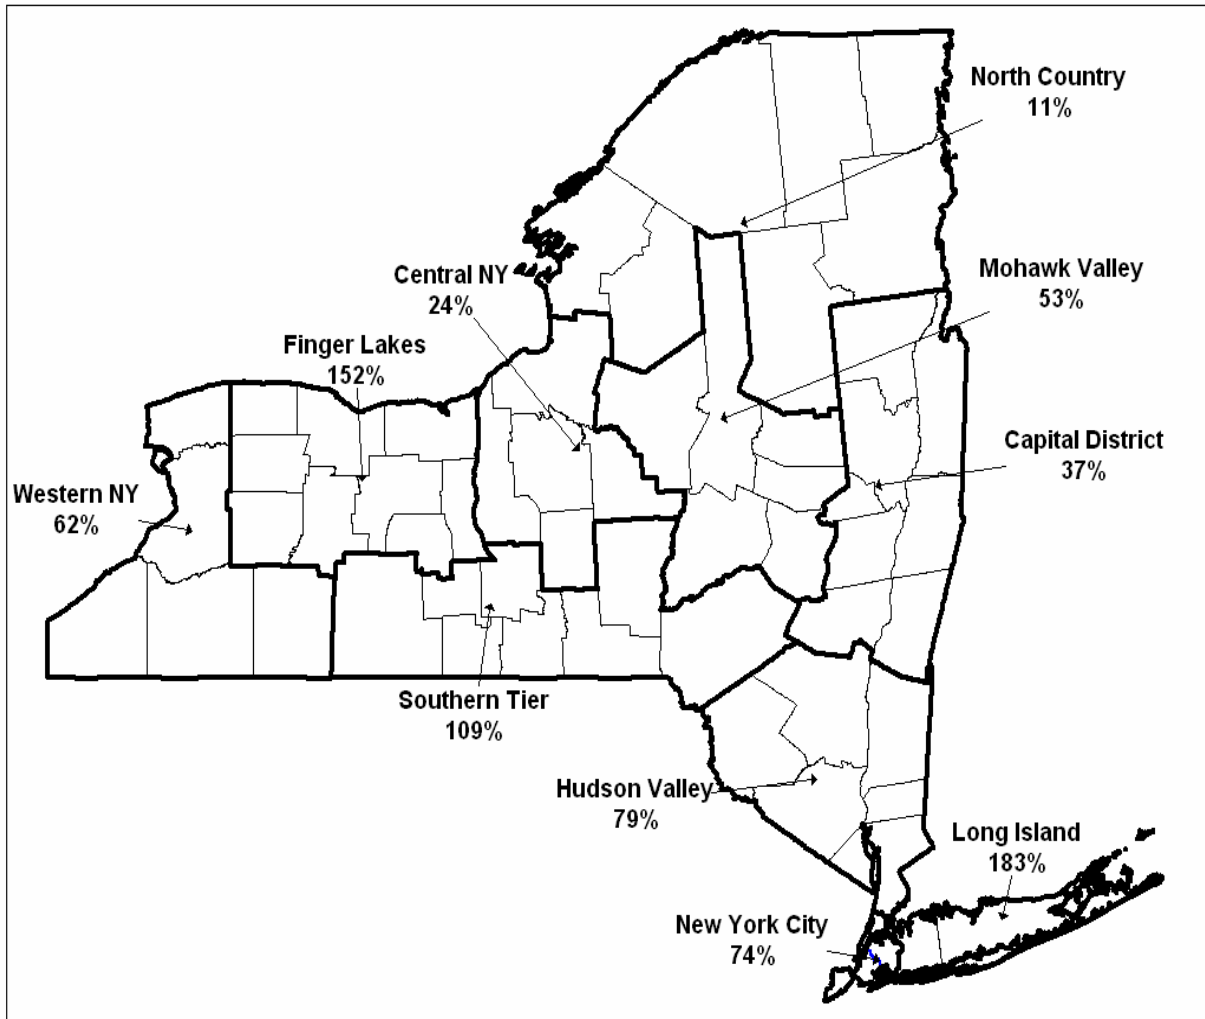 North Country
11%
Mohawk Valley
53%
Central NY
24%
Finger Lakes
152%
Capital District
37%
Western NY
62%
Southern Tier
109%
Hudson Valley
79%
Long Island
183%
New York City
74%